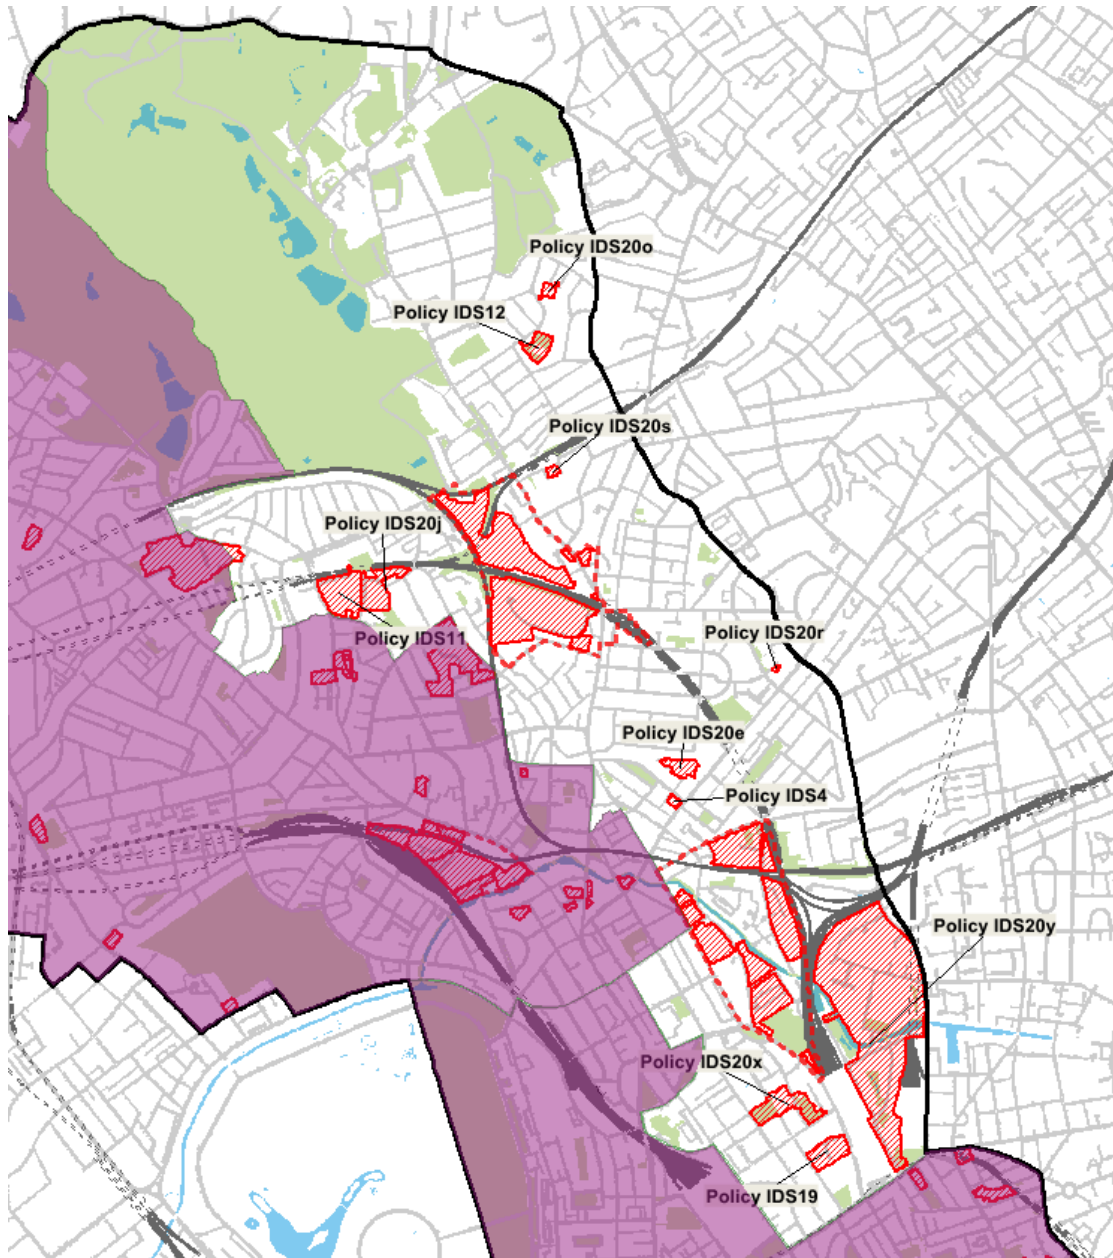 Policy IDS20o
Policy IDS12
Policy IDS20s
Policy IDS20j
Policy IDS11
Policy IDS20r
Policy IDS20e
Policy IDS4
Policy IDS20y
Policy IDS20x
Policy IDS19